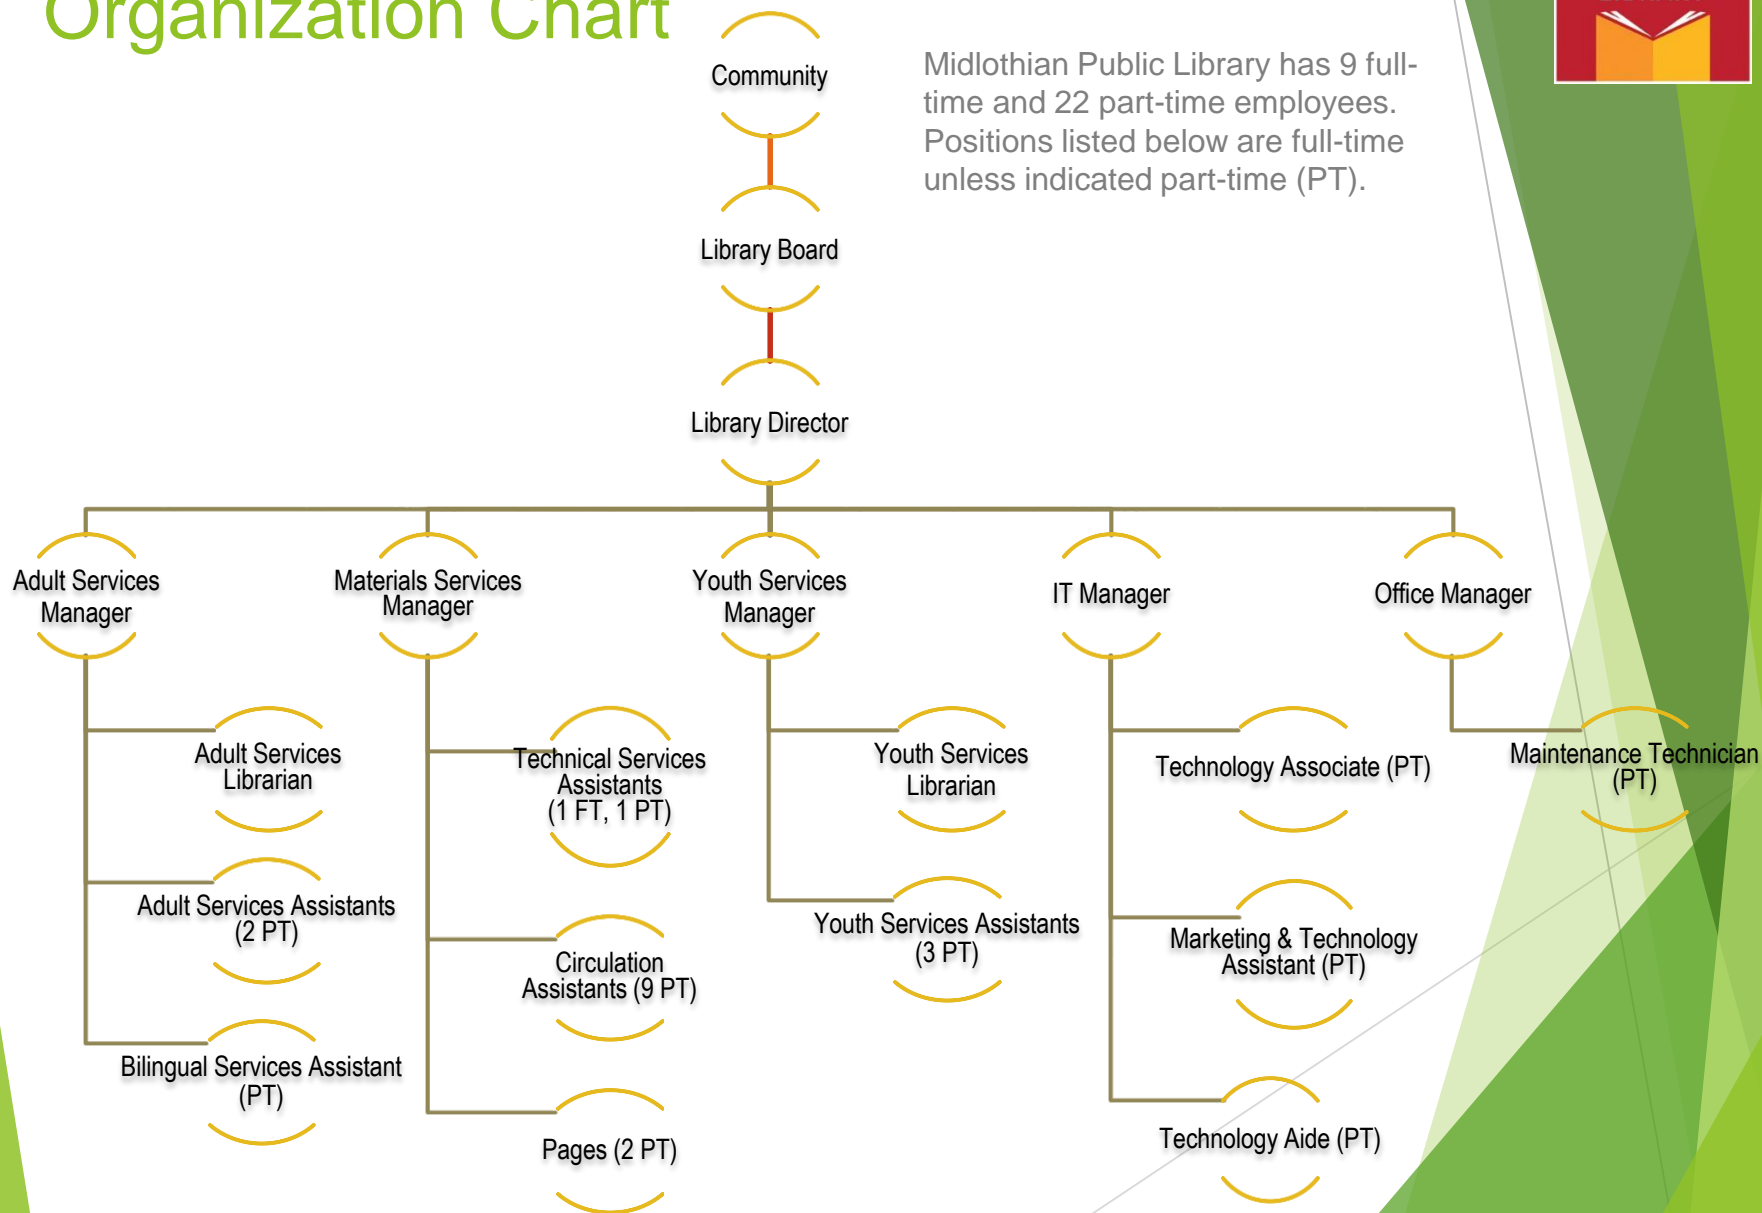 Organization Chart
Midlothian Public Library has 9 full-
time and 22 part-time employees.
Positions listed below are full-time
unless indicated part-time (PT).
Community
Library Board
Library Director
Adult Services
Manager
Materials Services
Manager
Youth Services
Manager
IT Manager
Office Manager
Adult Services
Librarian
Adult Services Assistants
(2 PT)
Bilingual Services Assistant
(PT)
Technical Services
Assistants
(1 FT, 1 PT)
Circulation
Assistants (9 PT)
Pages (2 PT)
Youth Services
Librarian
Youth Services Assistants
(3 PT)
Technology Associate (PT)
Marketing & Technology
Assistant (PT)
Technology Aide (PT)
Maintenance Technician
(PT)